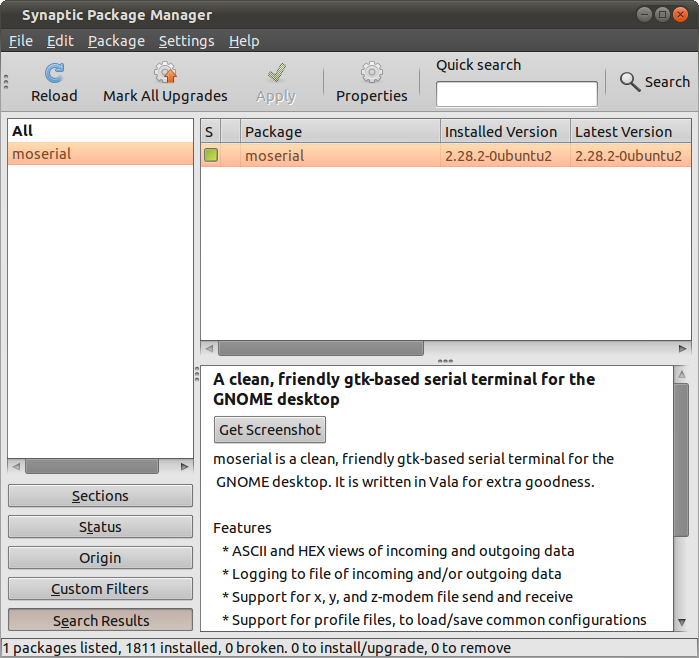 Synaptic Package Manager
File Edit Package Settings Help
Reload
Mark All Upgrades
Apply
Properties
Quick search
Search
All
moserial
S Package Installed Version Latest Version
moserial 2.28.2-0ubuntu2 2.28.2-0ubuntu2
A clean, friendly gtk-based serial terminal for the
GNOME desktop
Get Screenshot
moserial is a clean, friendly gtk-based serial terminal for the
GNOME desktop. It is written in Vala for extra goodness.
Features
* ASCII and HEX views of incoming and outgoing data
* Logging to file of incoming and/or outgoing data
* Support for x, y, and z-modem file send and receive
* Support for profile files, to load/save common configurations
Sections
Status
Origin
Custom Filters
Search Results
1 packages listed, 1811 installed, 0 broken. 0 to install/upgrade, 0 to remove